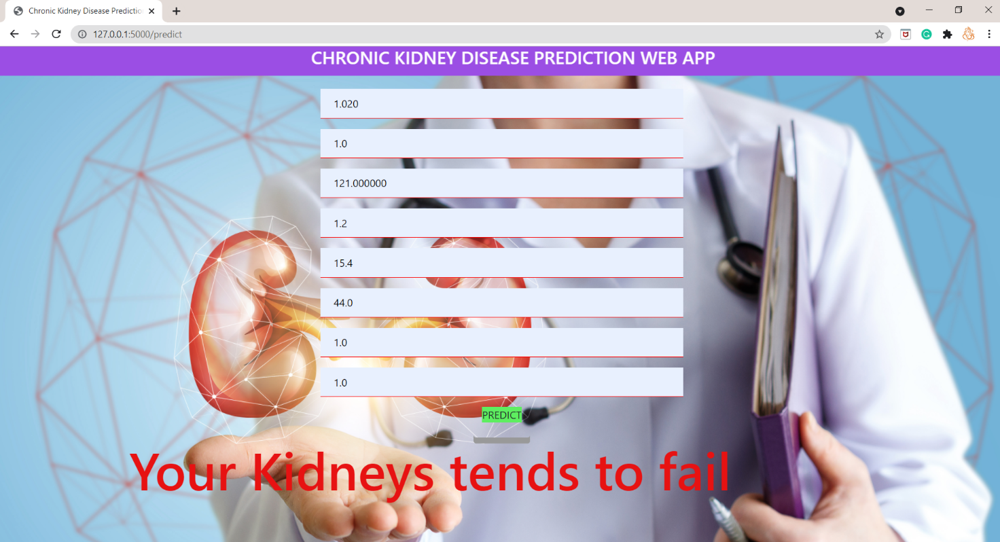 Chronic Kidney Disease Predictio
127.0.0.1:5000/predict
CHRONIC KIDNEY DISEASE PREDICTION WEB APP
1.020
1.0
121.000000
1.2
15.4
44.0
1.0
1.0
PREDICT
Your Kidneys tends to fail